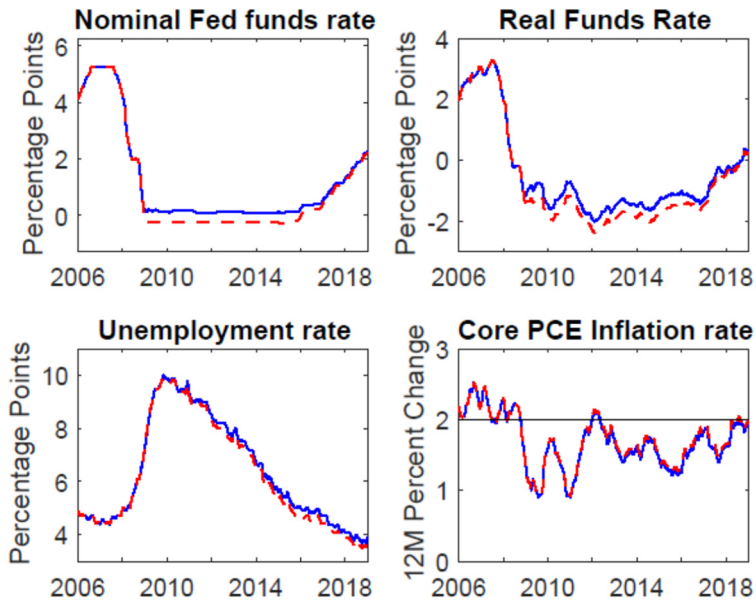 Nominal Fed funds rate
Percentage Points
6
4
2
0
2006 2010 2014 2018
Real Funds Rate
Percentage Points
4
2
0
-2
2006 2010 2014 2018
Unemployment rate
Percentage Points
10
8
6
4
2006 2010 2014 2018
Core PCE Inflation rate
12M Percent Change
3
2
1
0
2006 2010 2014 2018